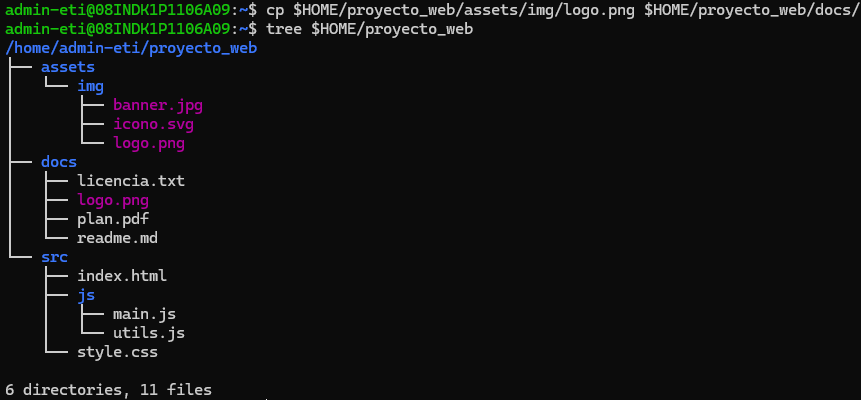 admin-eti@08INDK1P1106A09:~$ cp $HOME/proyecto_web/assets/img/logo.png $HOME/proyecto_web/docs/
admin-eti@08INDK1P1106A09:~$ tree $HOME/proyecto_web
/home/admin-eti/proyecto_web
├── assets
│   └── img
│       ├── banner.jpg
│       ├── icono.svg
│       └── logo.png
├── docs
│   ├── licencia.txt
│   ├── logo.png
│   ├── plan.pdf
│   └── readme.md
└── src
    ├── index.html
    ├── js
    │   ├── main.js
    │   └── utils.js
    └── style.css

6 directories, 11 files